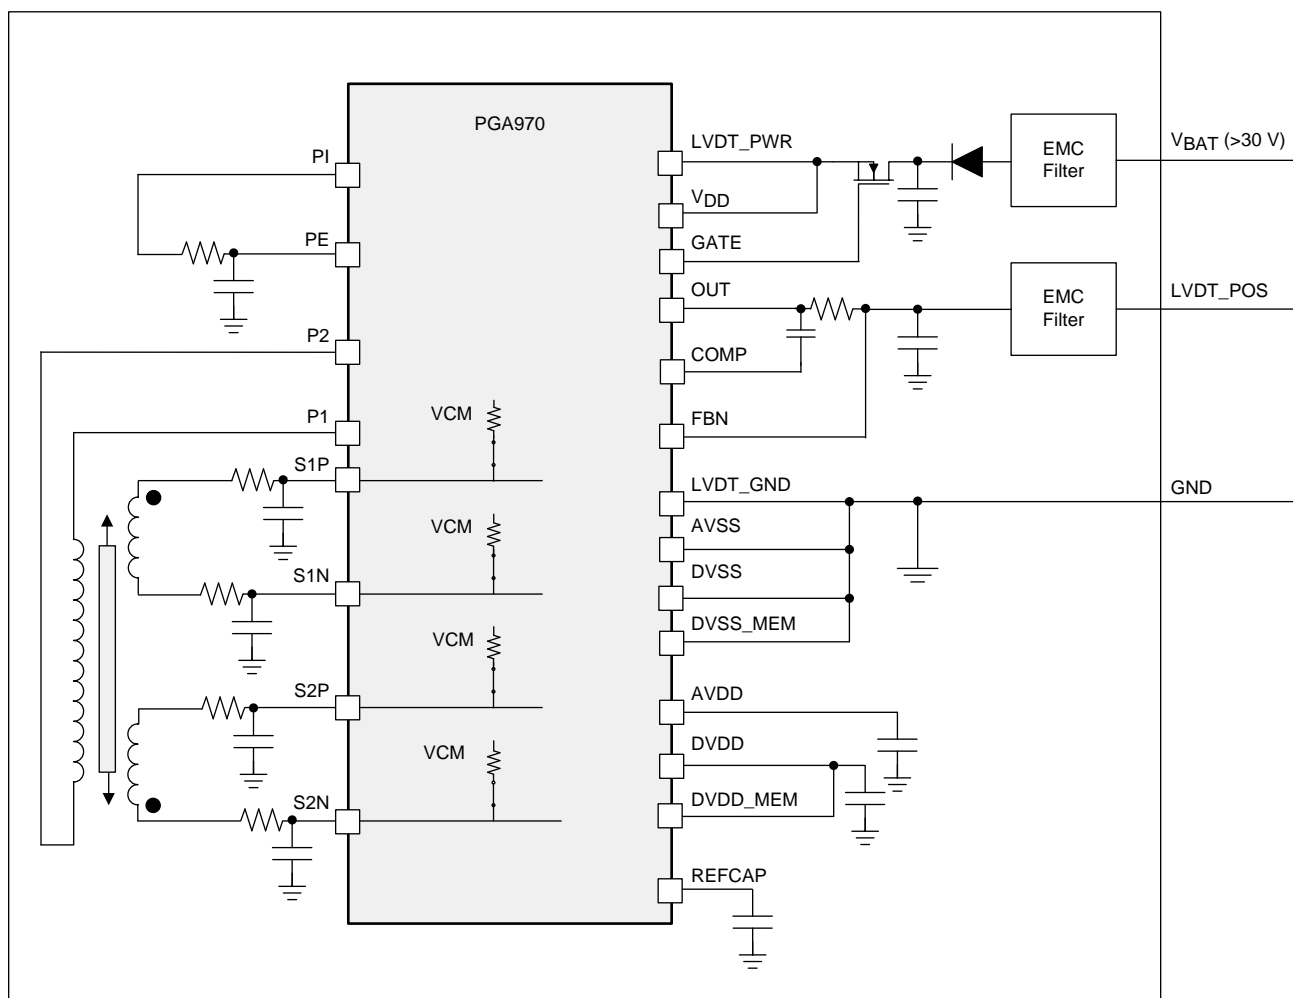 PGA970
PI
PE
P2
P1
S1P
S1N
S2P
S2N
VCM
VCM
VCM
VCM
LVDT_PWR
VDD
GATE
OUT
COMP
FBN
LVDT_GND
AVSS
DVSS
DVSS_MEM
AVDD
DVDD
DVDD_MEM
REFCAP
EMC
Filter
VBAT (>30 V)
EMC
Filter
LVDT_POS
GND